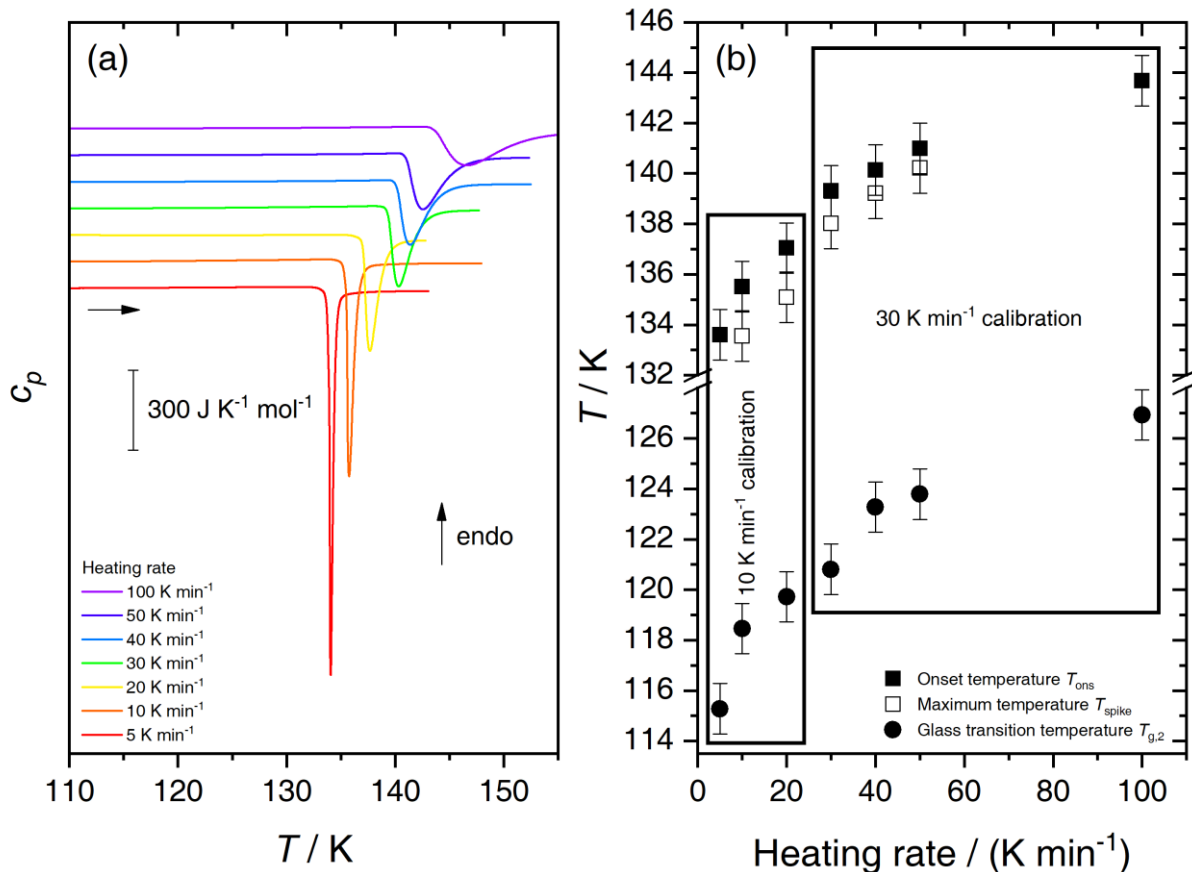 (a)
c_p
300 J K⁻¹ mol⁻¹
endo
Heating rate
100 K min⁻¹
50 K min⁻¹
40 K min⁻¹
30 K min⁻¹
20 K min⁻¹
10 K min⁻¹
5 K min⁻¹
110 120 130 140 150
T / K
(b)
T / K
146
144
142
140
138
136
134
132
126
124
122
120
118
116
114
10 K min⁻¹ calibration
30 K min⁻¹ calibration
Onset temperature T_ons
Maximum temperature T_spike
Glass transition temperature T_g,2
0 20 40 60 80 100
Heating rate / (K min⁻¹)